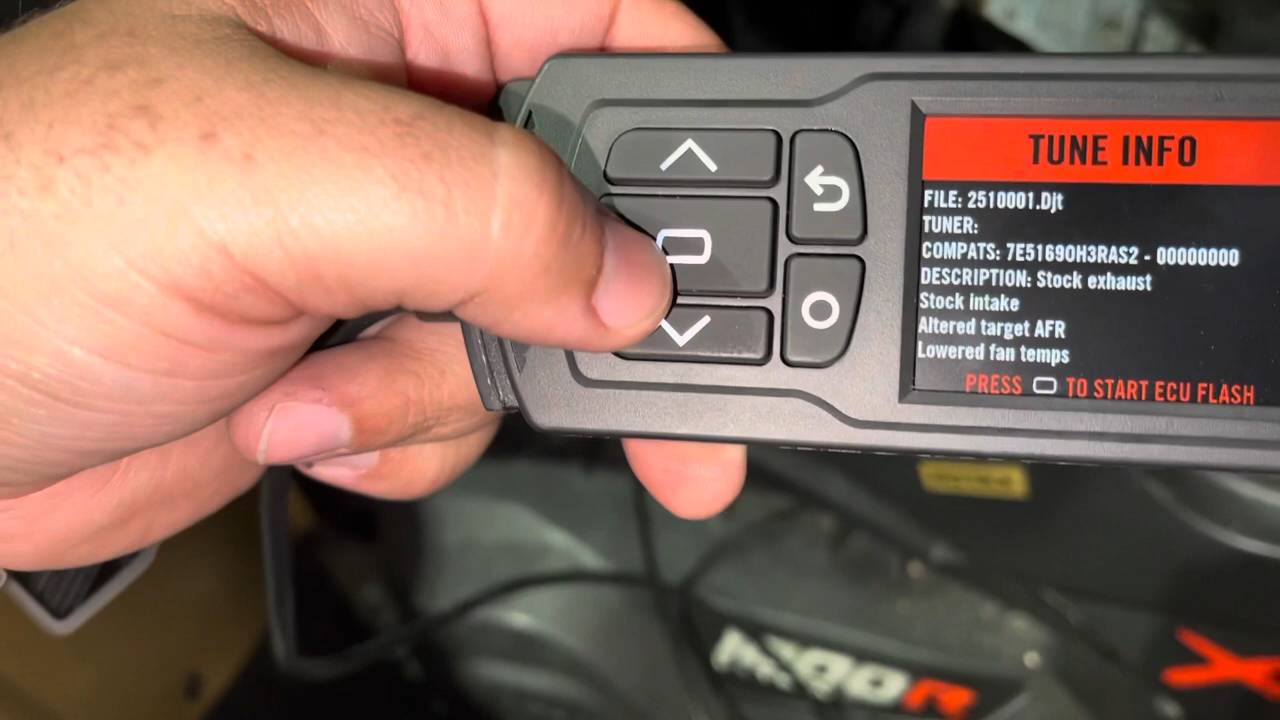 TUNE INFO
FILE: 2510001.Djt
TUNER:
COMPATS: 7E5169OH3RAS2 - 00000000
DESCRIPTION: Stock exhaust
Stock intake
Altered target AFR
Lowered fan temps
PRESS TO START ECU FLASH